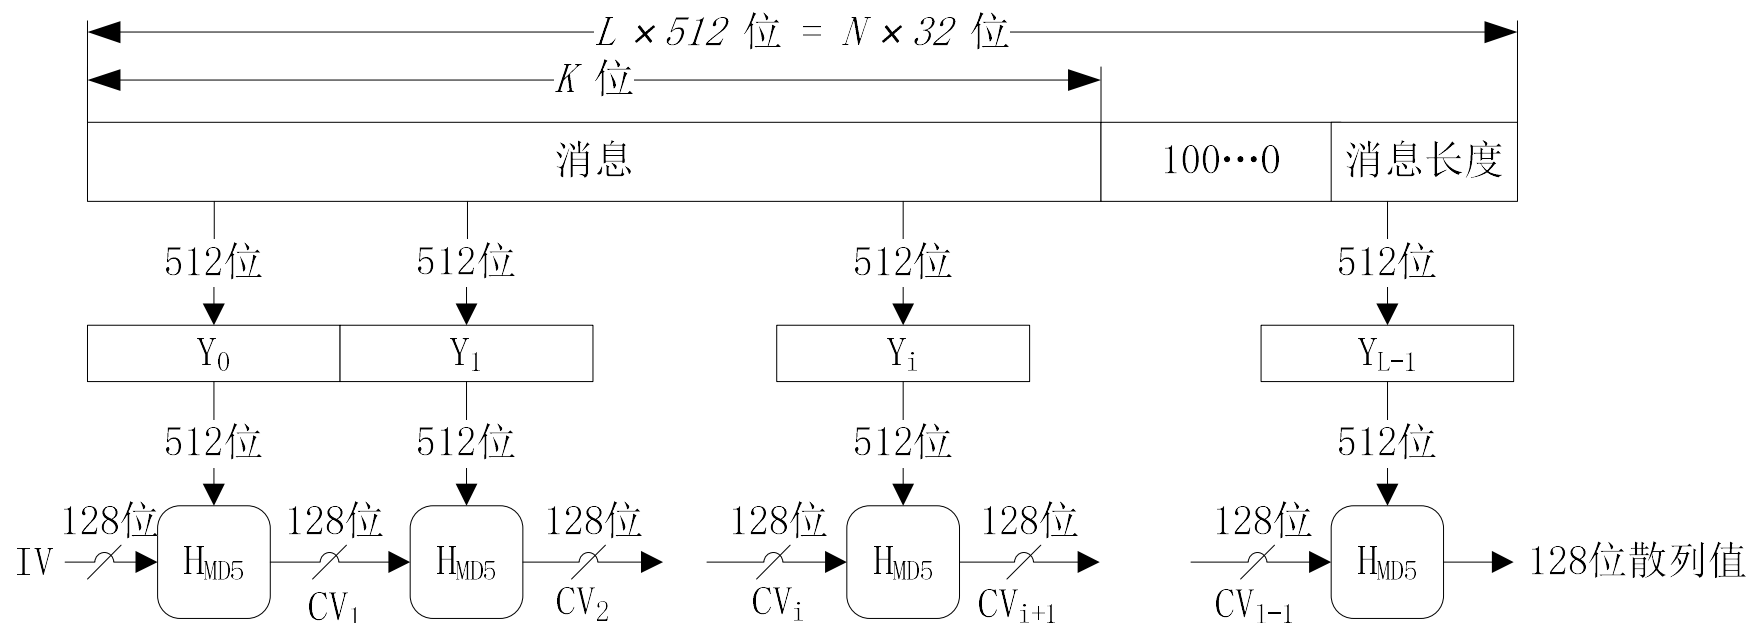 L × 512 位 = N × 32 位
K 位
消息 100…0 消息长度
512位 512位 512位 512位
Y0 Y1 Yi YL-1
512位 512位 512位 512位
128位 128位 128位 128位 128位 128位
IV HMD5 HMD5 HMD5 HMD5 128位散列值
CV1 CV2 CVi CVi+1 CVl-1